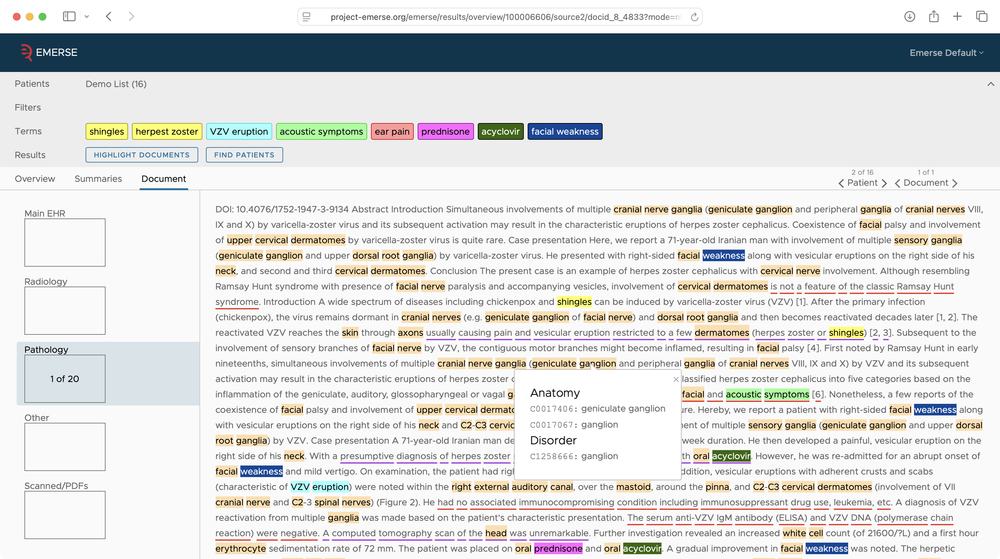 project-emerse.org/emerse/results/overview/100006606/source2/docid_8_4833?mode=n
EMERSE
Emerse Default
Patients
Demo List (16)
Filters
Terms
shingles herpest zoster VZV eruption acoustic symptoms ear pain prednisone acyclovir facial weakness
Results
HIGHLIGHT DOCUMENTS FIND PATIENTS
Overview Summaries Document
2 of 16
Patient
1 of 1
Document
Main EHR
Radiology
Pathology
1 of 20
Other
Scanned/PDFs
DOI: 10.4076/1752-1947-3-9134 Abstract Introduction Simultaneous involvements of multiple cranial nerve ganglia (geniculate ganglion and peripheral ganglia of cranial nerves VIII,
IX and X) by varicella-zoster virus and its subsequent activation may result in the characteristic eruptions of herpes zoster cephalicus. Coexistence of facial palsy and involvement
of upper cervical dermatomes by varicella-zoster virus is quite rare. Case presentation Here, we report a 71-year-old Iranian man with involvement of multiple sensory ganglia
(geniculate ganglion and upper dorsal root ganglia) by varicella-zoster virus. He presented with right-sided facial weakness along with vesicular eruptions on the right side of his
neck, and second and third cervical dermatomes. Conclusion The present case is an example of herpes zoster cephalicus with cervical nerve involvement. Although resembling
Ramsay Hunt syndrome with presence of facial nerve paralysis and accompanying vesicles, involvement of cervical dermatomes is not a feature of the classic Ramsay Hunt
syndrome. Introduction A wide spectrum of diseases including chickenpox and shingles can be induced by varicella-zoster virus (VZV) [1]. After the primary infection
(chickenpox), the virus remains dormant in cranial nerves (e.g. geniculate ganglion of facial nerve) and dorsal root ganglia and then becomes reactivated decades later [1, 2]. The
reactivated VZV reaches the skin through axons usually causing pain and vesicular eruption restricted to a few dermatomes (herpes zoster or shingles) [2, 3]. Subsequent to the
involvement of sensory branches of facial nerve by VZV, the contiguous motor branches might become inflamed, resulting in facial palsy [4]. First noted by Ramsay Hunt in early
nineteenths, simultaneous involvements of multiple cranial nerve ganglia (geniculate ganglion and peripheral ganglia of cranial nerves VIII, IX and X) by VZV and its subsequent
activation may result in the characteristic eruptions of herpes zoster lassified herpes zoster cephalicus into five categories based on the
inflammation of the geniculate, auditory, glossopharyngeal or vagal facial and acoustic symptoms [6]. Nonetheless, a few reports of the
coexistence of facial palsy and involvement of upper cervical dermat ure. Hereby, we report a patient with right-sided facial weakness along
with vesicular eruptions on the right side of his neck and C2-C3 cervic ent of multiple sensory ganglia (geniculate ganglion and upper dorsal
root ganglia) by VZV. Case presentation A 71-year-old Iranian man de week duration. He then developed a painful, vesicular eruption on the
right side of his neck. With a presumptive diagnosis of herpes zoster th oral acyclovir. However, he was re-admitted for an abrupt onset of
facial weakness and mild vertigo. On examination, the patient had righ ddition, vesicular eruptions with adherent crusts and scabs
(characteristic of VZV eruption) were noted within the right external auditory canal, over the mastoid, around the pinna, and C2-C3 cervical dermatomes (involvement of VII
cranial nerve and C2-3 spinal nerves) (Figure 2). He had no associated immunocompromising condition including immunosuppressant drug use, leukemia, etc. A diagnosis of VZV
reactivation from multiple ganglia was made based on the patient's characteristic presentation. The serum anti-VZV IgM antibody (ELISA) and VZV DNA (polymerase chain
reaction) were negative. A computed tomography scan of the head was unremarkable. Further investigation revealed an increased white cell count (of 21600/?L) and a first hour
erythrocyte sedimentation rate of 72 mm. The patient was placed on oral prednisone and oral acyclovir. A gradual improvement in facial weakness was noted. The herpetic
Anatomy
C0017406: geniculate ganglion
C0017067: ganglion
Disorder
C1258666: ganglion